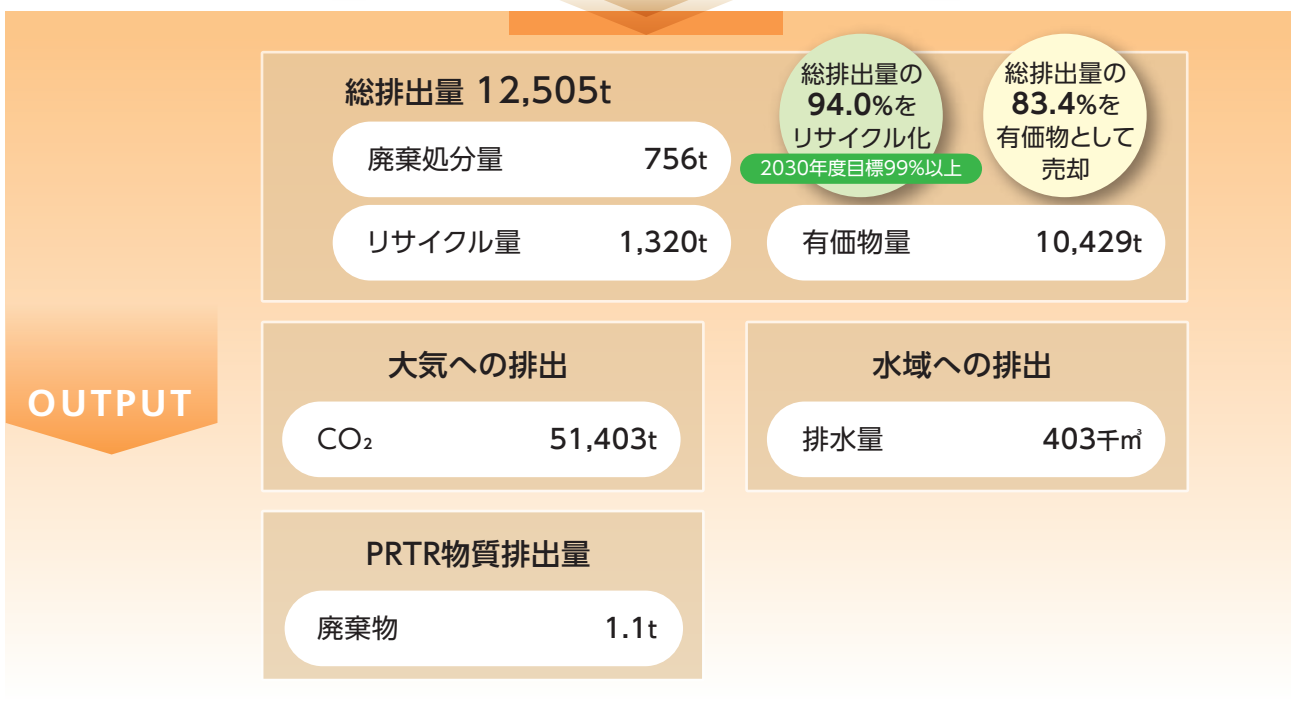 総排出量 12,505t
総排出量の
94.0%を
リサイクル化
2030年度目標99%以上
総排出量の
83.4%を
有価物として
売却
廃棄処分量 756t
リサイクル量 1,320t
有価物量 10,429t
OUTPUT
大気への排出
CO₂ 51,403t
水域への排出
排水量 403千㎥
PRTR物質排出量
廃棄物 1.1t